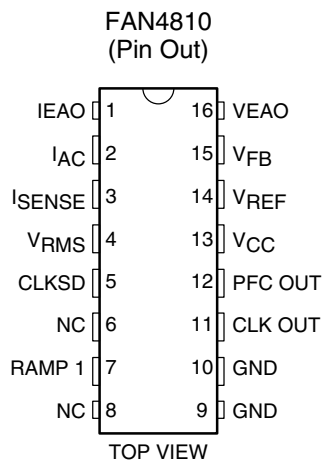 FAN4810
(Pin Out)
IEAO 1 16 VEAO
IAC 2 15 VFB
ISENSE 3 14 VREF
VRMS 4 13 VCC
CLKSD 5 12 PFC OUT
NC 6 11 CLK OUT
RAMP 1 7 10 GND
NC 8 9 GND
TOP VIEW